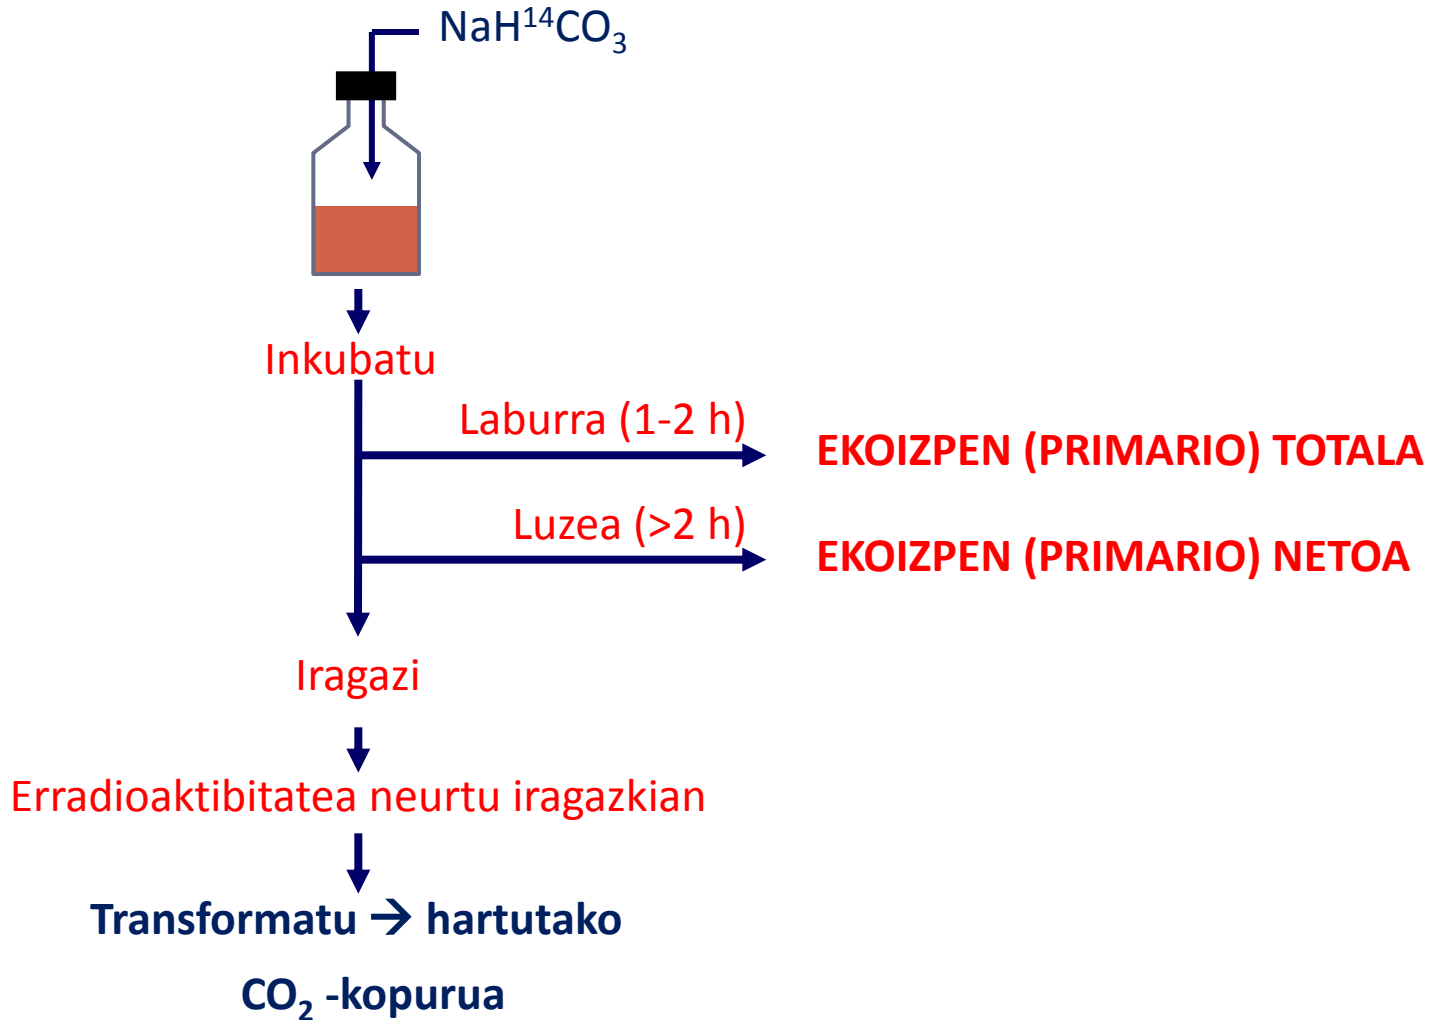 NaH¹⁴CO₃
Inkubatu
Laburra (1-2 h)
EKOIZPEN (PRIMARIO) TOTALA
Luzea (>2 h)
EKOIZPEN (PRIMARIO) NETOA
Iragazi
Erradioaktibitatea neurtu iragazkian
Transformatu → hartutako
CO₂ -kopurua